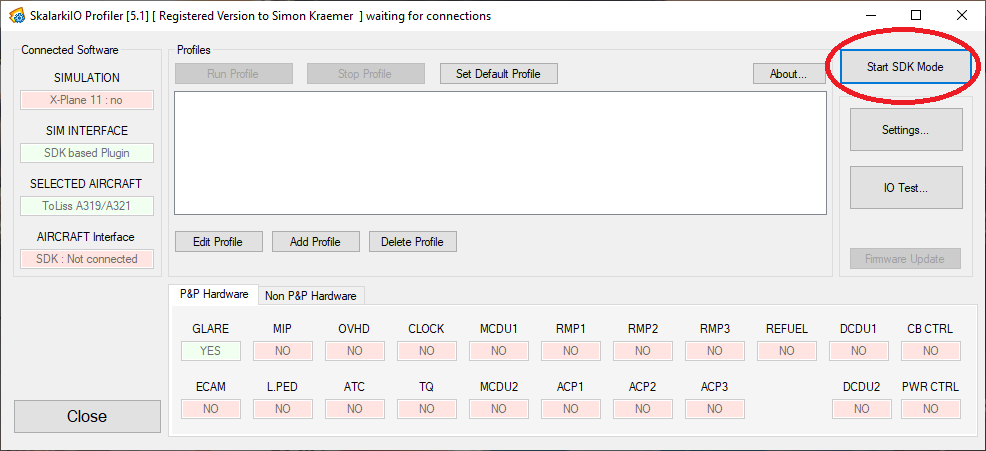 SkalarkiIO Profiler [5.1] [ Registered Version to Simon Kraemer ] waiting for connections
Connected Software
SIMULATION
X-Plane 11 : no
SIM INTERFACE
SDK based Plugin
SELECTED AIRCRAFT
ToLiss A319/A321
AIRCRAFT Interface
SDK : Not connected
Close
Profiles
Run Profile Stop Profile Set Default Profile About...
Edit Profile Add Profile Delete Profile
Start SDK Mode
Settings...
IO Test...
Firmware Update
P&P Hardware Non P&P Hardware
GLARE MIP OVHD CLOCK MCDU1 RMP1 RMP2 RMP3 REFUEL DCDU1 CB CTRL
YES NO NO NO NO NO NO NO NO NO NO
ECAM L.PED ATC TQ MCDU2 ACP1 ACP2 ACP3 DCDU2 PWR CTRL
NO NO NO NO NO NO NO NO NO NO